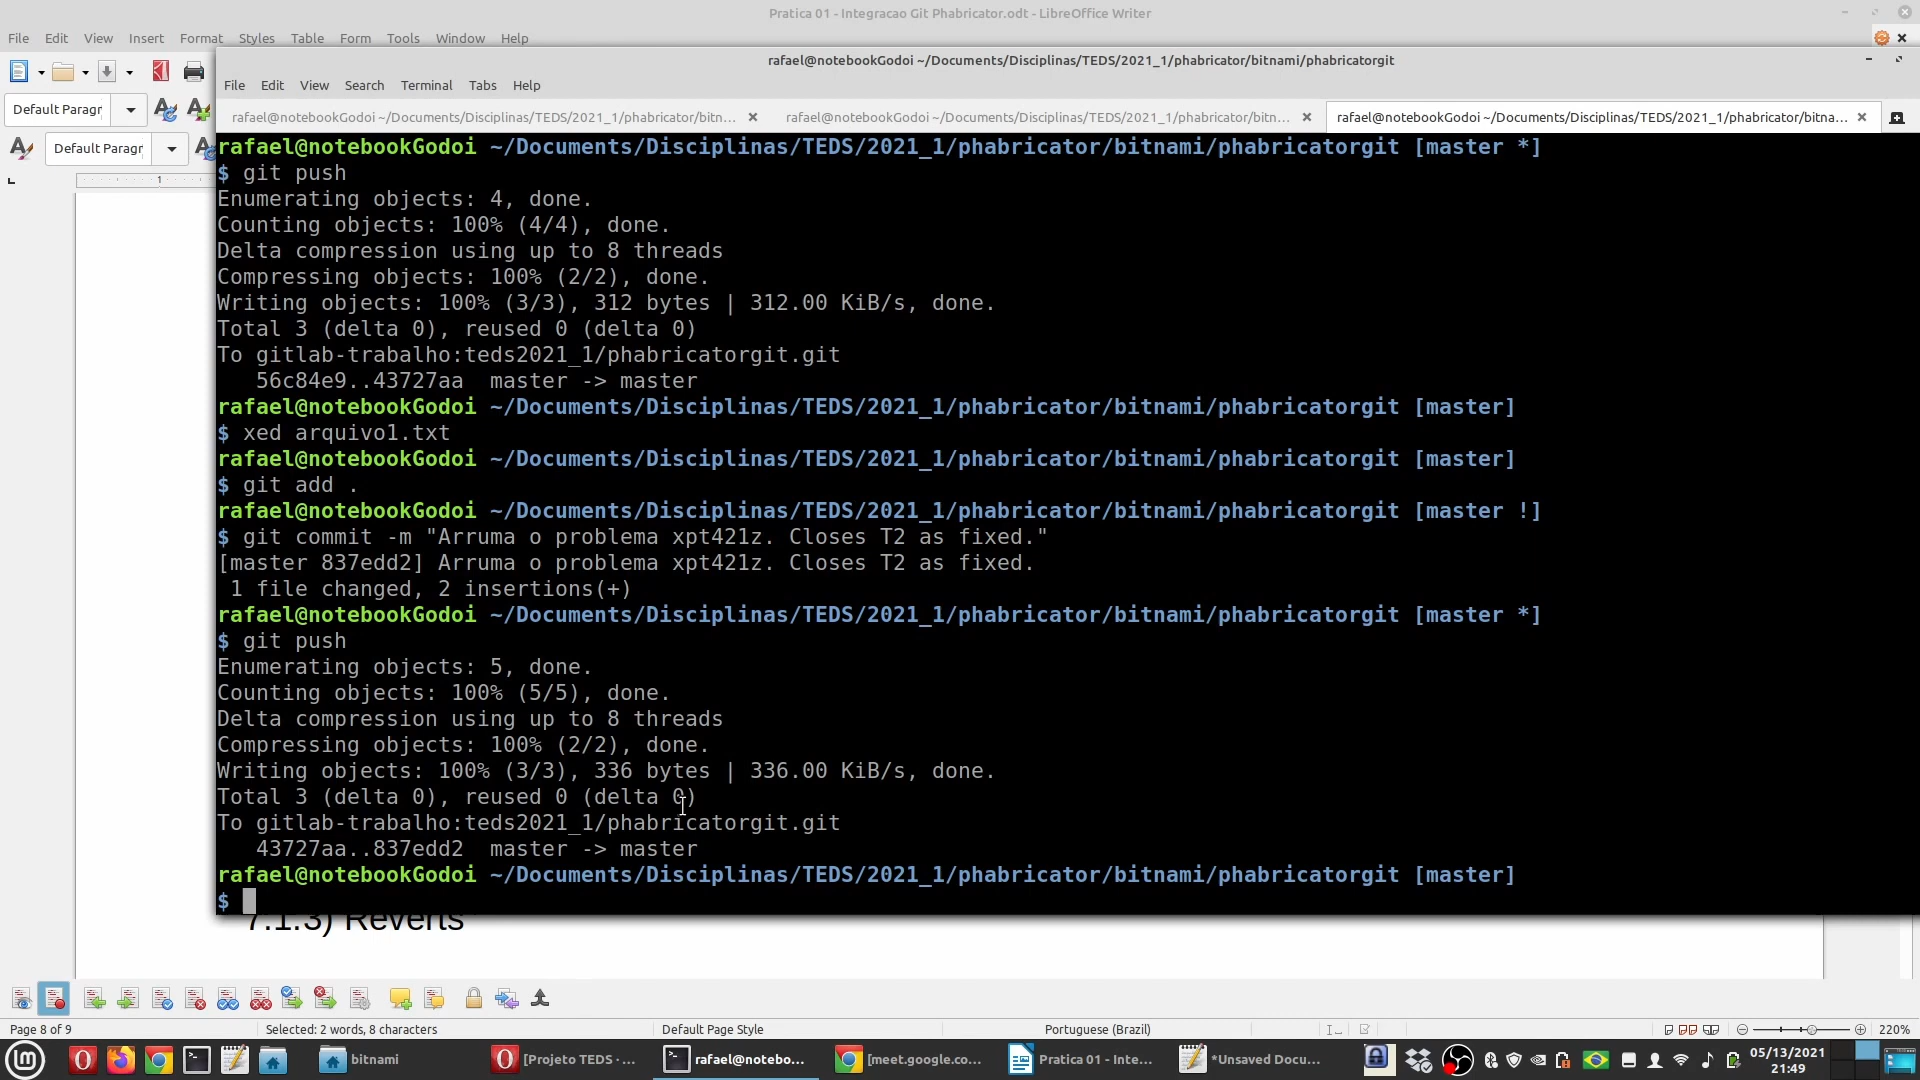 Pratica 01 - Integracao Git Phabricator.odt - LibreOffice Writer
File Edit View Insert Format Styles Table Form Tools Window Help
rafael@notebookGodoi ~/Documents/Disciplinas/TEDS/2021_1/phabricator/bitnami/phabricatorgit
File Edit View Search Terminal Tabs Help
Default Paragr
rafael@notebookGodoi ~/Documents/Disciplinas/TEDS/2021_1/phabricator/bitn...
rafael@notebookGodoi ~/Documents/Disciplinas/TEDS/2021_1/phabricator/bitn...
rafael@notebookGodoi ~/Documents/Disciplinas/TEDS/2021_1/phabricator/bitna...
Default Paragr
1
rafael@notebookGodoi ~/Documents/Disciplinas/TEDS/2021_1/phabricator/bitnami/phabricatorgit [master *]
$ git push
Enumerating objects: 4, done.
Counting objects: 100% (4/4), done.
Delta compression using up to 8 threads
Compressing objects: 100% (2/2), done.
Writing objects: 100% (3/3), 312 bytes | 312.00 KiB/s, done.
Total 3 (delta 0), reused 0 (delta 0)
To gitlab-trabalho:teds2021_1/phabricatorgit.git
   56c84e9..43727aa  master -> master
rafael@notebookGodoi ~/Documents/Disciplinas/TEDS/2021_1/phabricator/bitnami/phabricatorgit [master]
$ xed arquivo1.txt
rafael@notebookGodoi ~/Documents/Disciplinas/TEDS/2021_1/phabricator/bitnami/phabricatorgit [master]
$ git add .
rafael@notebookGodoi ~/Documents/Disciplinas/TEDS/2021_1/phabricator/bitnami/phabricatorgit [master !]
$ git commit -m "Arruma o problema xpt421z. Closes T2 as fixed."
[master 837edd2] Arruma o problema xpt421z. Closes T2 as fixed.
 1 file changed, 2 insertions(+)
rafael@notebookGodoi ~/Documents/Disciplinas/TEDS/2021_1/phabricator/bitnami/phabricatorgit [master *]
$ git push
Enumerating objects: 5, done.
Counting objects: 100% (5/5), done.
Delta compression using up to 8 threads
Compressing objects: 100% (2/2), done.
Writing objects: 100% (3/3), 336 bytes | 336.00 KiB/s, done.
Total 3 (delta 0), reused 0 (delta 0)
To gitlab-trabalho:teds2021_1/phabricatorgit.git
   43727aa..837edd2  master -> master
rafael@notebookGodoi ~/Documents/Disciplinas/TEDS/2021_1/phabricator/bitnami/phabricatorgit [master]
$
7.1.3) Reverts
Page 8 of 9 Selected: 2 words, 8 characters Default Page Style Portuguese (Brazil) 220%
bitnami [Projeto TEDS · ... rafael@notebo... [meet.google.co... Pratica 01 - Inte... *Unsaved Docu... 05/13/2021
21:49